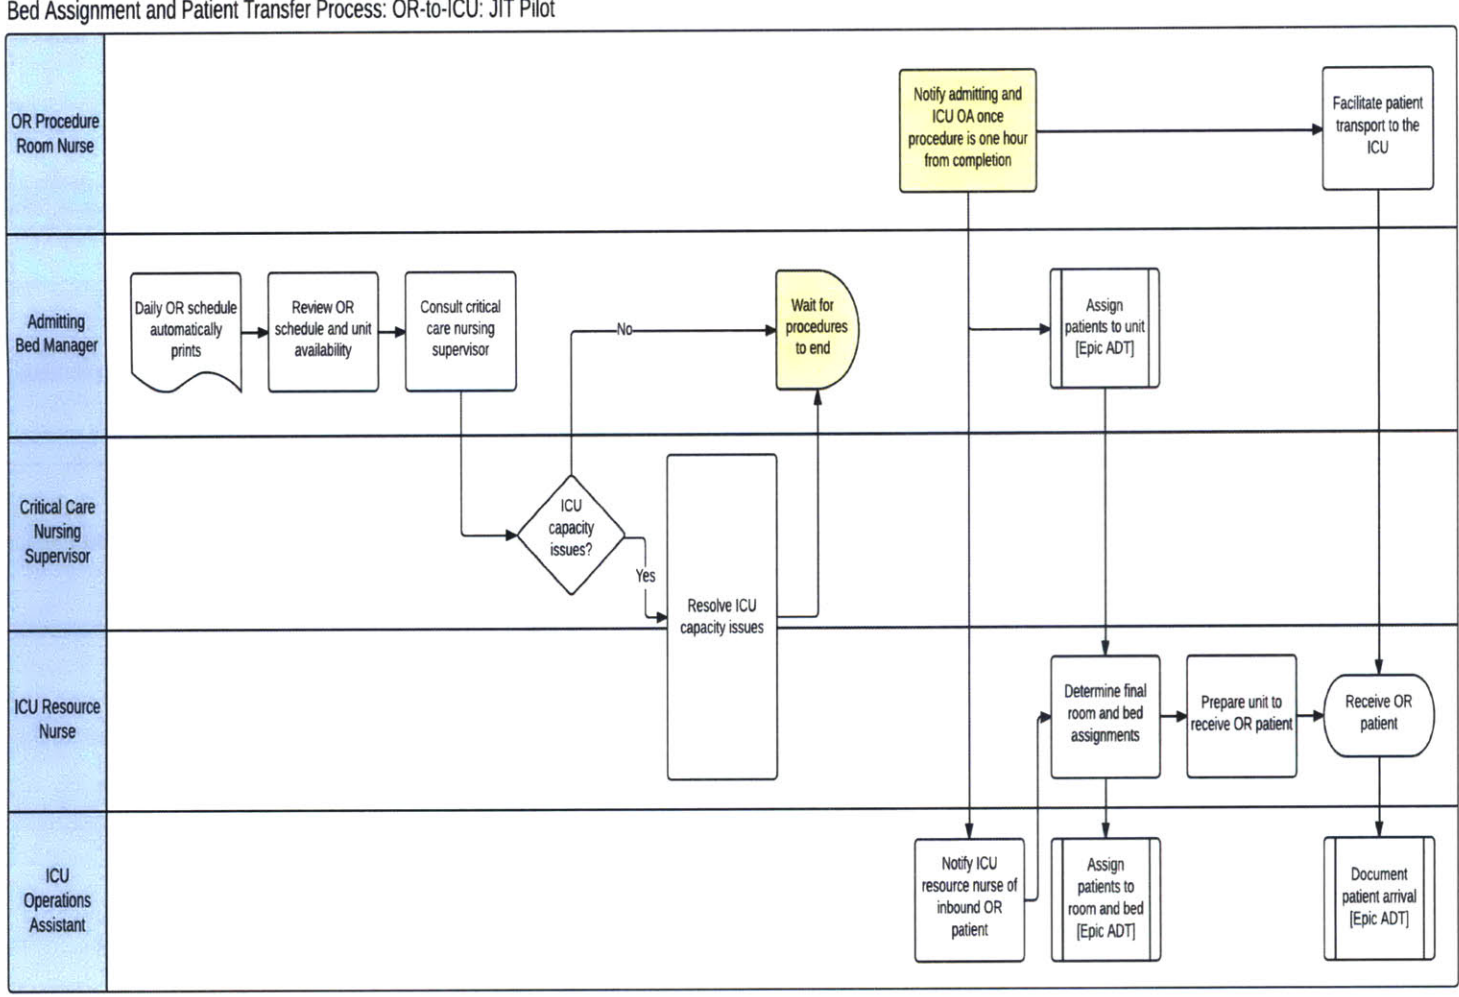 Bed Assignment and Patient Transfer Process: OR-to-ICU: JIT Pilot
OR Procedure
Room Nurse
Notify admitting and
ICU OA once
procedure is one hour
from completion
Facilitate patient
transport to the
ICU
Admitting
Bed Manager
Daily OR schedule
automatically
prints
Review OR
schedule and unit
availability
Consult critical
care nursing
supervisor
No
Wait for
procedures
to end
Assign
patients to unit
[Epic ADT]
Critical Care
Nursing
Supervisor
ICU
capacity
issues?
Yes
Resolve ICU
capacity issues
ICU Resource
Nurse
Determine final
room and bed
assignments
Prepare unit to
receive OR patient
Receive OR
patient
ICU
Operations
Assistant
Notify ICU
resource nurse of
inbound OR
patient
Assign
patients to
room and bed
[Epic ADT]
Document
patient arrival
[Epic ADT]